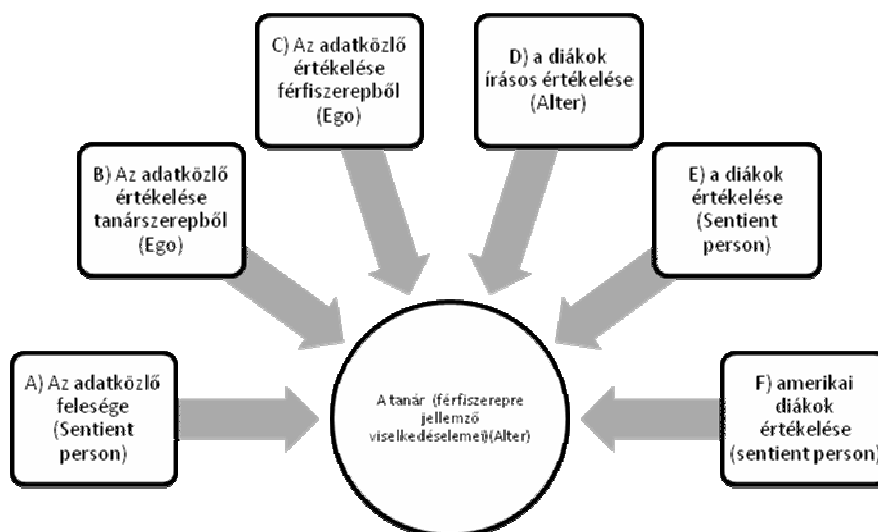 C) Az adatközlő
értékelése
férfiszerepből
(Ego)
D) a diákok
írásos értékelése
(Alter)
B) Az adatközlő
értékelése
tanárszerepből
(Ego)
E) a diákok
értékelése
(Sentient
person)
A) Az adatközlő
felesége
(Sentient
person)
A tanár (férfiszerepre
jellemző
viselkedéselemei)(Alter)
F) amerikai
diákok
értékelése
(sentient person)